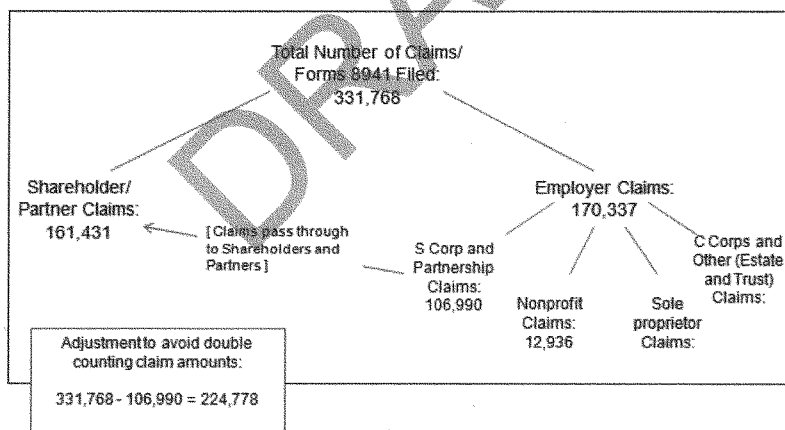 DRA
Total Number of Claims/
Forms 8941 Filed:
331,768
Shareholder/
Partner Claims:
161,431
[ Claims pass through
to Shareholders and
Partners ]
Employer Claims:
170,337
S Corp and
Partnership
Claims:
106,990
Nonprofit
Claims:
12,936
Sole
proprietor
Claims:
C Corps and
Other (Estate
and Trust)
Claims:
Adjustment to avoid double
counting claim amounts:
331,768 - 106,990 = 224,778